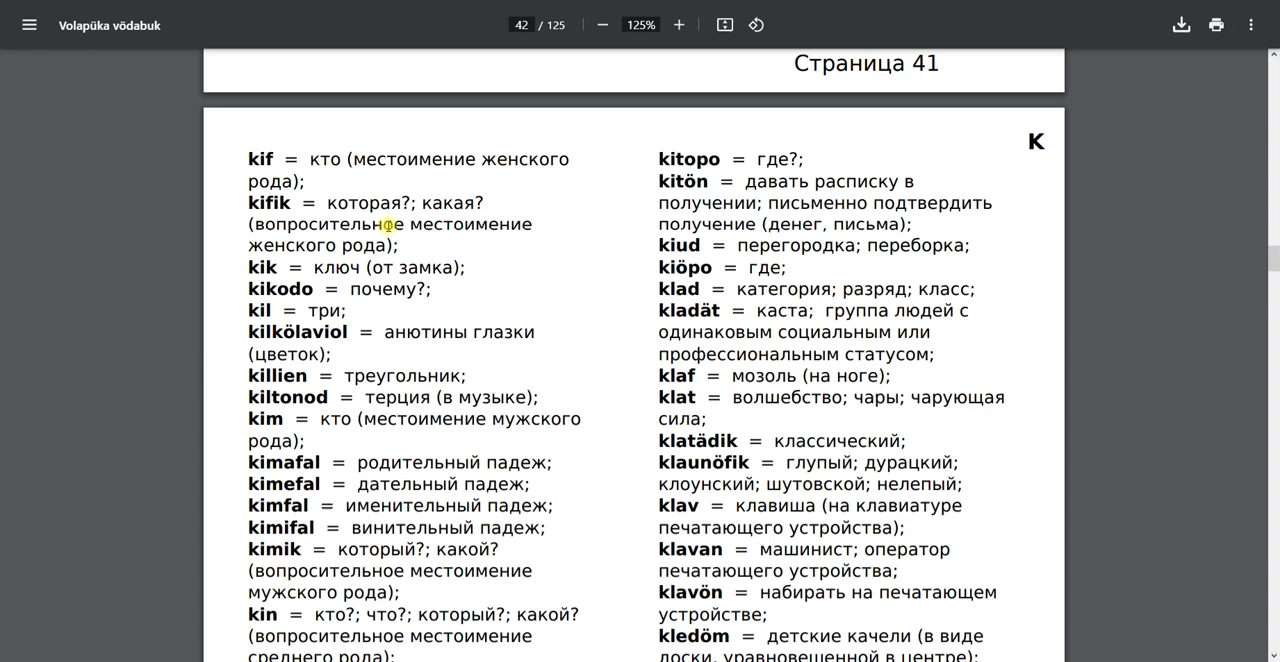 Volapüka vödabuk
42 / 125
125%
Страница 41
K
kif = кто (местоимение женского
рода);
kifik = которая?; какая?
(вопросительное местоимение
женского рода);
kik = ключ (от замка);
kikodo = почему?;
kil = три;
kilkölaviol = анютины глазки
(цветок);
killien = треугольник;
kiltonod = терция (в музыке);
kim = кто (местоимение мужского
рода);
kimafal = родительный падеж;
kimefal = дательный падеж;
kimfal = именительный падеж;
kimifal = винительный падеж;
kimik = который?; какой?
(вопросительное местоимение
мужского рода);
kin = кто?; что?; который?; какой?
(вопросительное местоимение
среднего рода);
kitopo = где?;
kitön = давать расписку в
получении; письменно подтвердить
получение (денег, письма);
kiud = перегородка; переборка;
kiöpo = где;
klad = категория; разряд; класс;
kladät = каста; группа людей с
одинаковым социальным или
профессиональным статусом;
klaf = мозоль (на ноге);
klat = волшебство; чары; чарующая
сила;
klatädik = классический;
klaunöfik = глупый; дурацкий;
клоунский; шутовской; нелепый;
klav = клавиша (на клавиатуре
печатающего устройства);
klavan = машинист; оператор
печатающего устройства;
klavön = набирать на печатающем
устройстве;
kledöm = детские качели (в виде
доски, уравновешенной в центре);